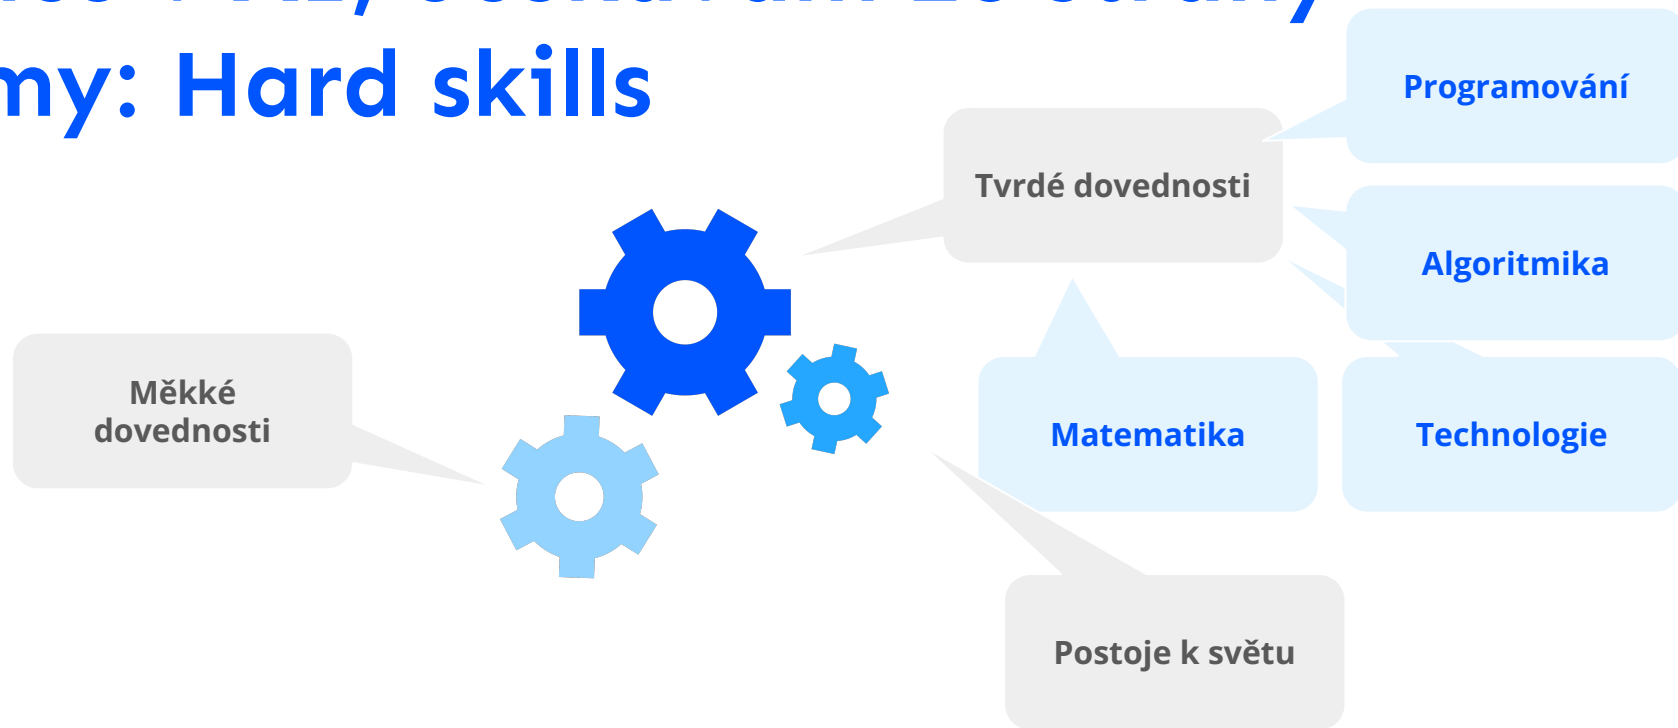 my: Hard skills
Programování
Tvrdé dovednosti
Algoritmika
Měkké
dovednosti
Matematika
Technologie
Postoje k světu